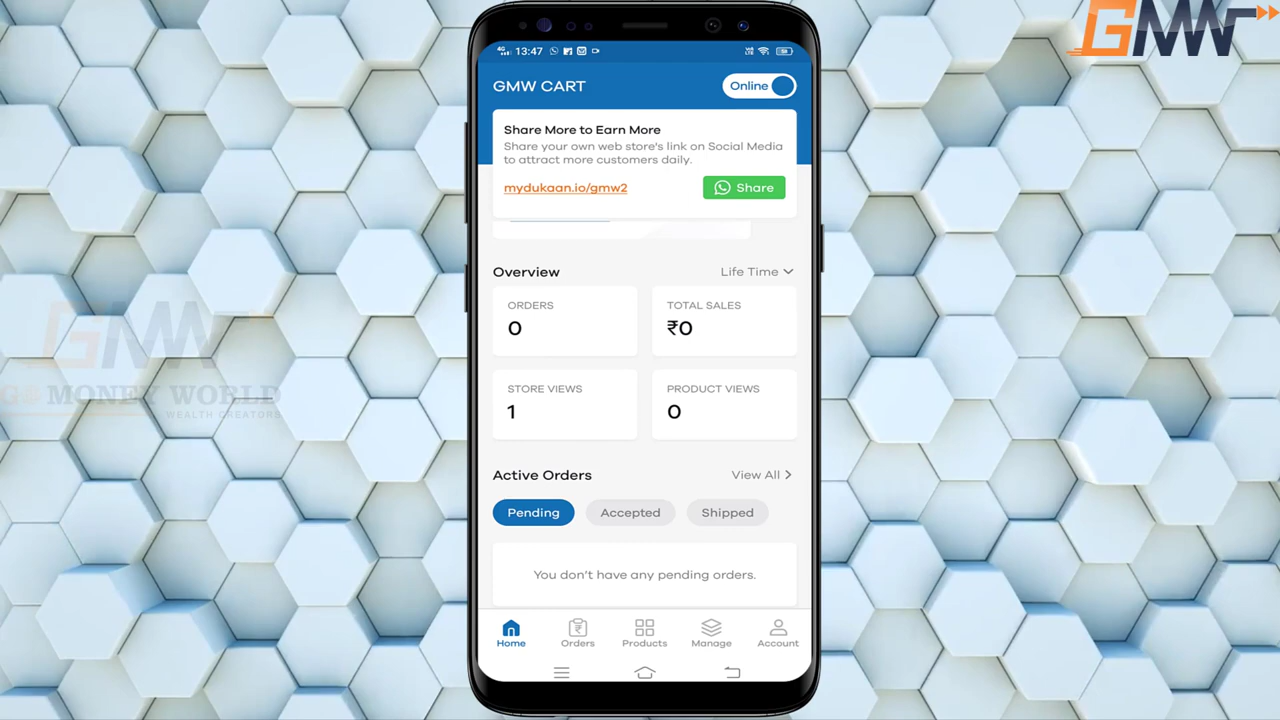 GMW
4G 13:47
GMW CART
Online
Share More to Earn More
Share your own web store's link on Social Media
to attract more customers daily.
mydukaan.io/gmw2
Share
Overview
Life Time
ORDERS
0
TOTAL SALES
₹0
STORE VIEWS
1
PRODUCT VIEWS
0
GMW
GO MONEY WORLD
WEALTH CREATORS
Active Orders
View All
Pending
Accepted
Shipped
You don't have any pending orders.
Home
Orders
Products
Manage
Account